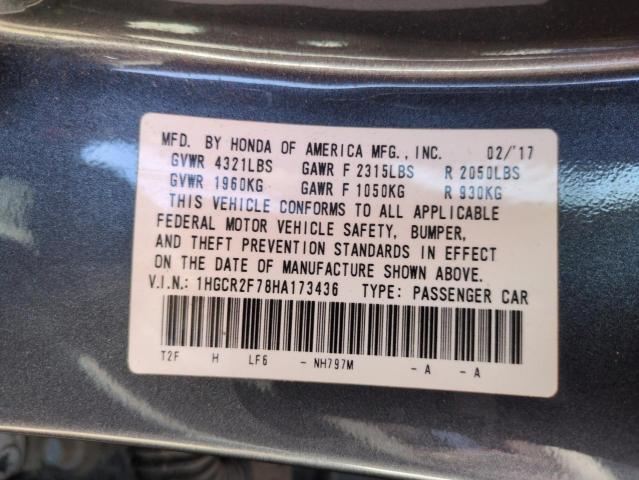 MFD. BY HONDA OF AMERICA MFG., INC. 02/'17
GVWR 4321LBS GAWR F 2315LBS R 2050LBS
GVWR 1960KG GAWR F 1050KG R 930KG
THIS VEHICLE CONFORMS TO ALL APPLICABLE
FEDERAL MOTOR VEHICLE SAFETY, BUMPER,
AND THEFT PREVENTION STANDARDS IN EFFECT
ON THE DATE OF MANUFACTURE SHOWN ABOVE.
V.I.N.: 1HGCR2F78HA173436 TYPE: PASSENGER CAR
T2F H LF6 - NH797M - A - A